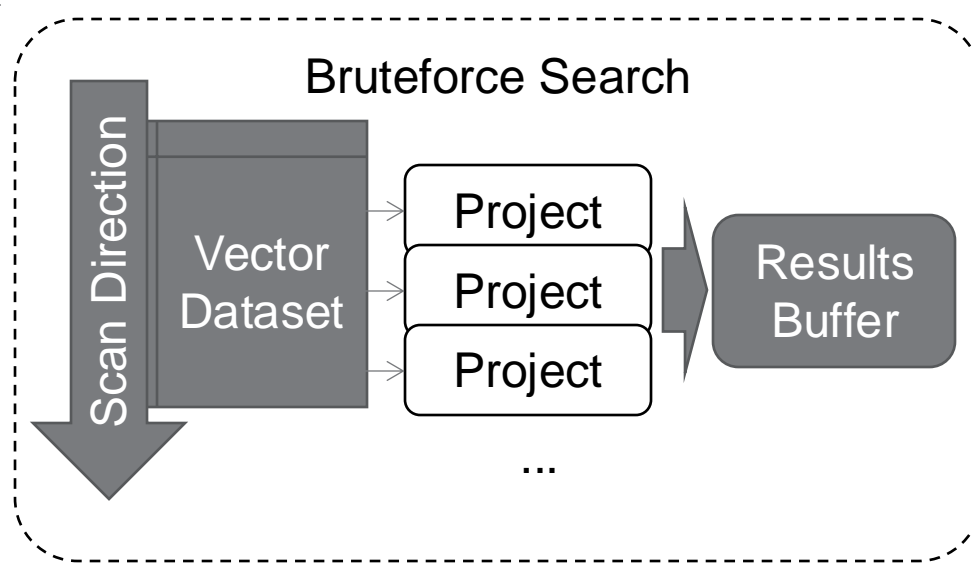 Bruteforce Search
Scan Direction
Vector
Dataset
Project
Project
Project
...
Results
Buffer